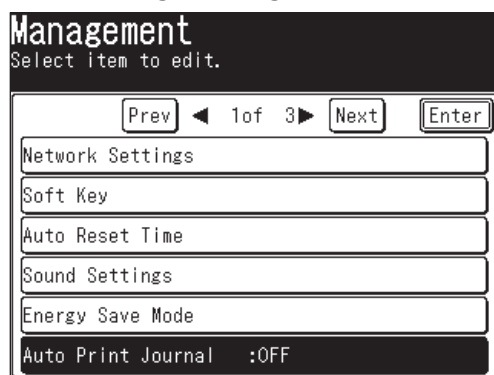 Management
Select item to edit.
Prev ◀ 1of 3▶ Next Enter
Network Settings
Soft Key
Auto Reset Time
Sound Settings
Energy Save Mode
Auto Print Journal :OFF